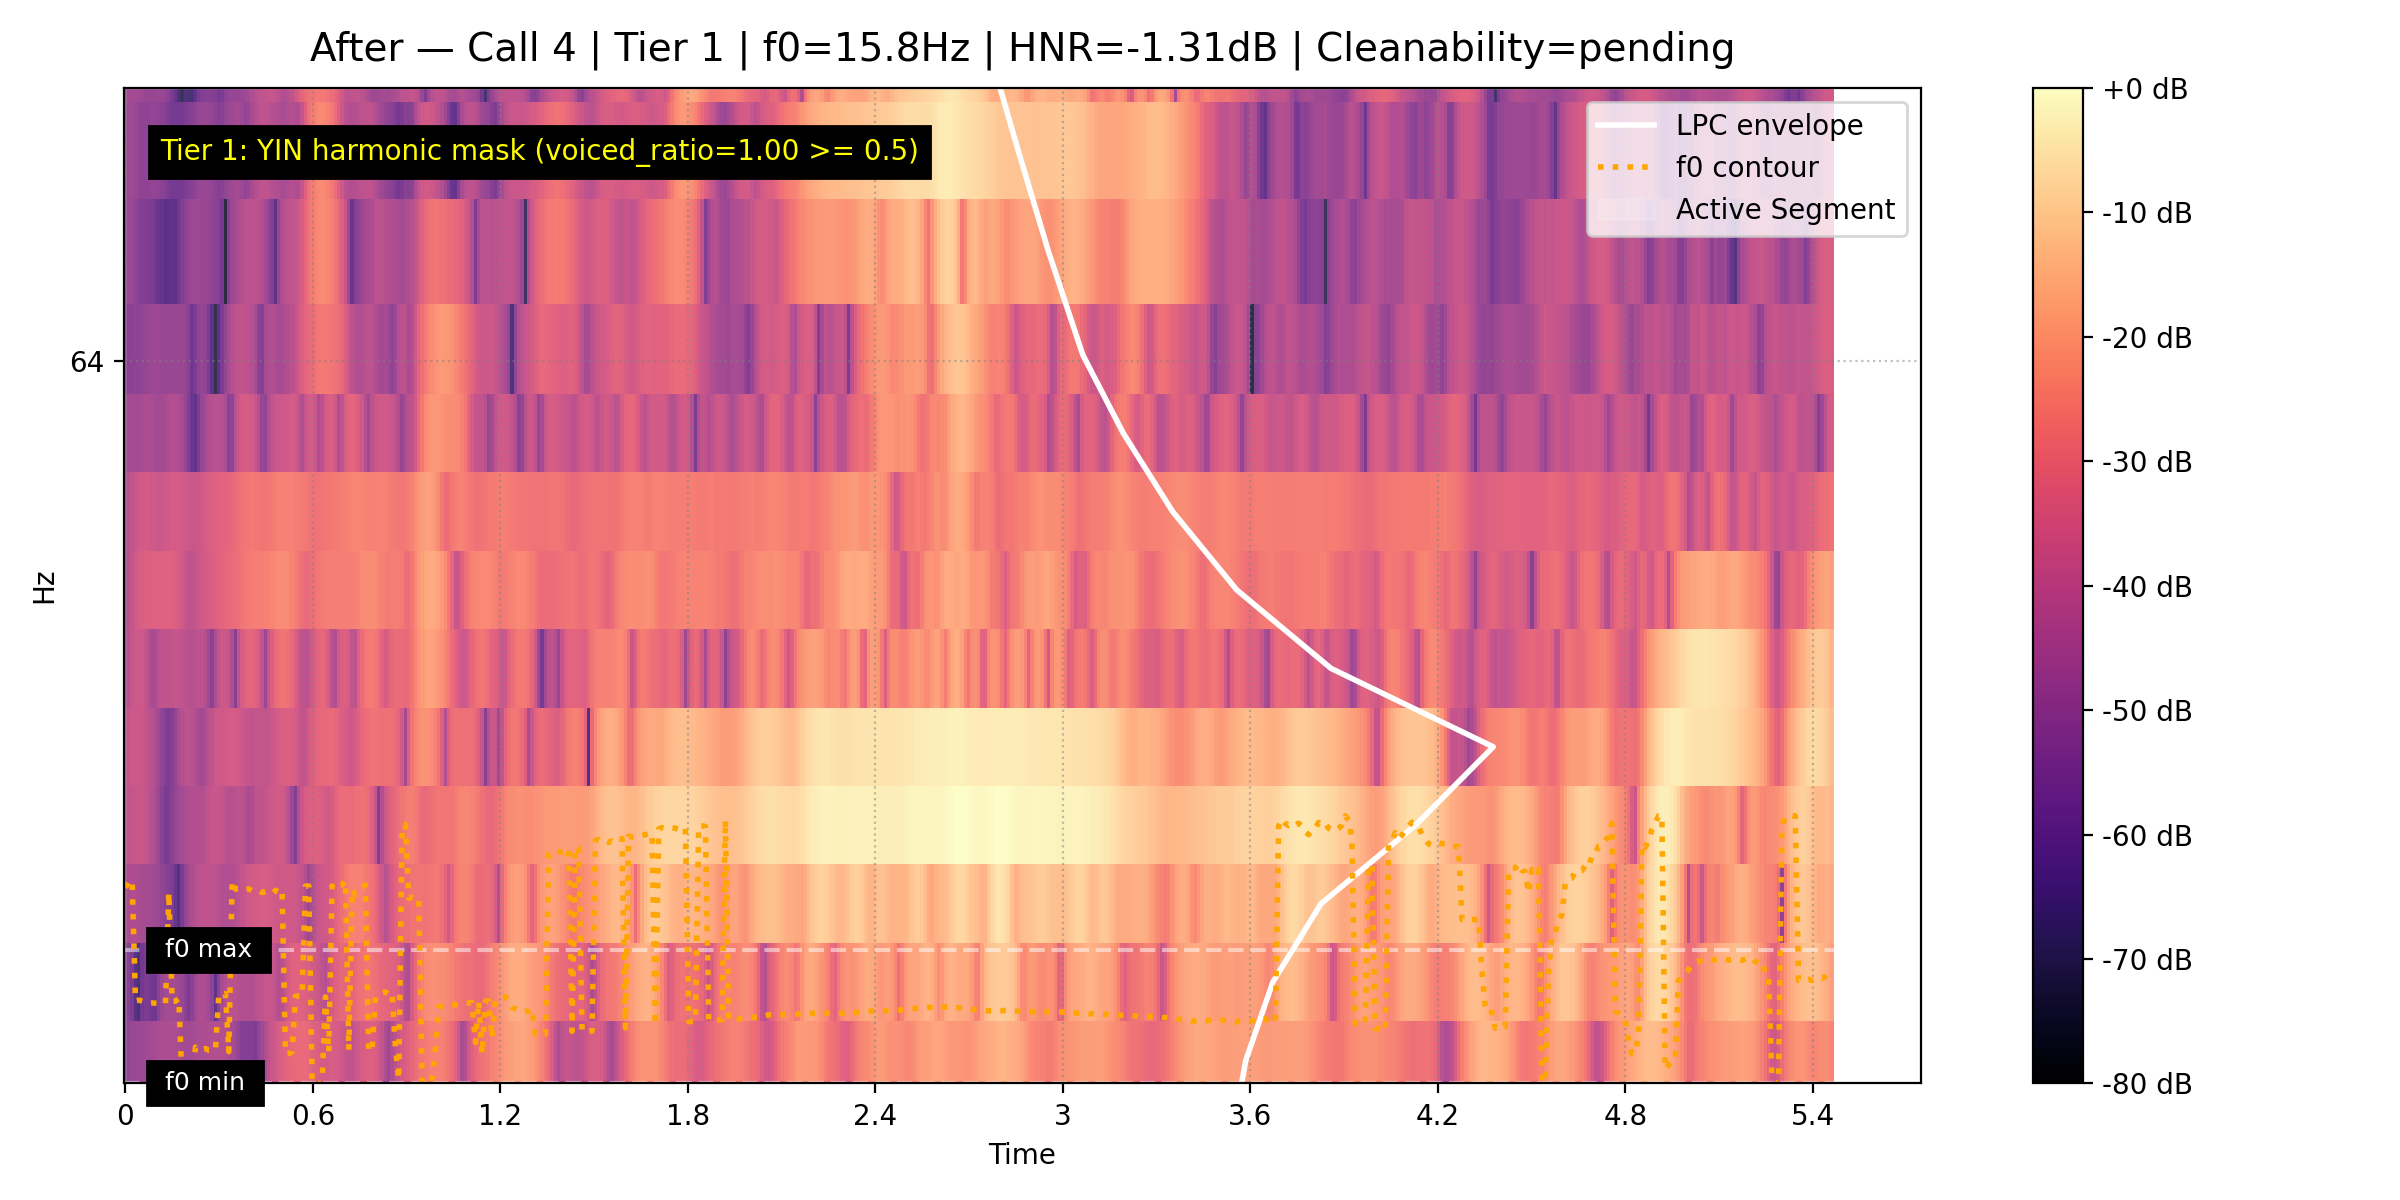 After — Call 4 | Tier 1 | f0=15.8Hz | HNR=-1.31dB | Cleanability=pending
Tier 1: YIN harmonic mask (voiced_ratio=1.00 >= 0.5)
LPC envelope
f0 contour
Active Segment
64
Hz
f0 max
f0 min
0 0.6 1.2 1.8 2.4 3 3.6 4.2 4.8 5.4
Time
+0 dB
-10 dB
-20 dB
-30 dB
-40 dB
-50 dB
-60 dB
-70 dB
-80 dB